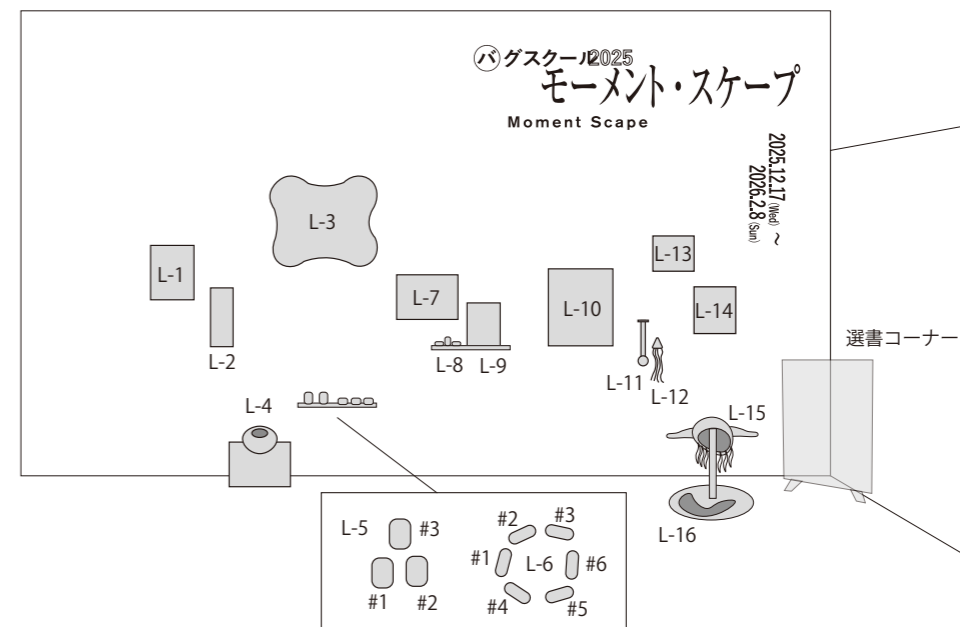 バグスクール2025
モーメント・スケープ
Moment Scape
2025.12.17(Wed) ~
2026.2.8(Sun)
L-3
L-13
L-1
L-7
L-10
L-14
選書コーナー
L-2
L-8
L-9
L-11
L-12
L-4
L-15
L-16
L-5
#3
#1
#2
#2
#3
#1
L-6
#6
#4
#5